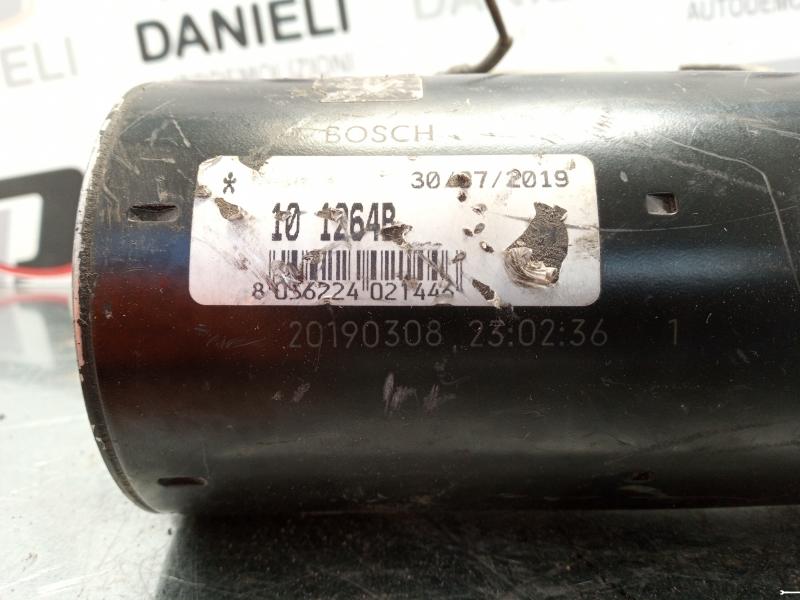 DANIELI
BOSCH
* 30/07/2019
10 1264B
8 056224 021446
20190308 23:02:36 1